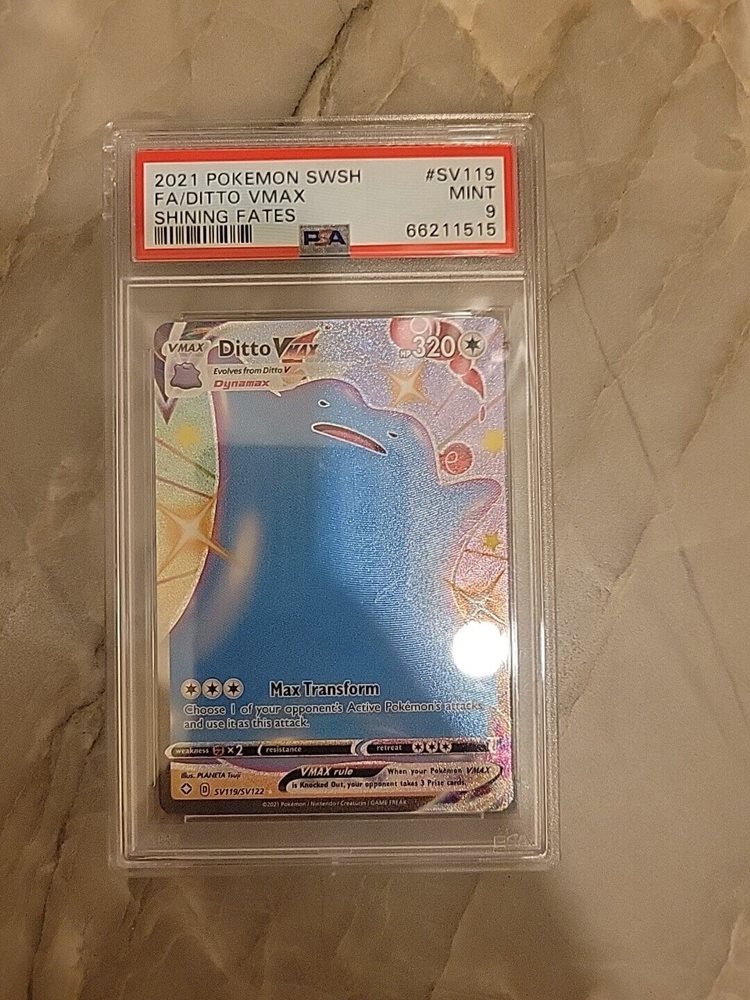 2021 POKEMON SWSH #SV119
FA/DITTO VMAX MINT
SHINING FATES 9
PSA 66211515
VMAX Ditto VMAX HP 320
Evolves from Ditto V
Dynamax
Max Transform
Choose 1 of your opponent's Active Pokémon's attacks
and use it as this attack.
weakness ×2 resistance retreat
VMAX rule When your Pokémon VMAX
is Knocked Out, your opponent takes 3 Prize cards.
Illus. PLANETA Tsuji
D SV119/SV122
©2021 Pokémon / Nintendo / Creatures / GAME FREAK
PSA